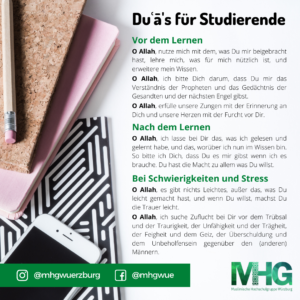 Duʿāʾs für Studierende
Vor dem Lernen
O Allah, nutze mich mit dem, was Du mir beigebracht
hast, lehre mich, was für mich nützlich ist, und
erweitere mein Wissen.
O Allah, ich bitte Dich darum, dass Du mir das
Verständnis der Propheten und das Gedächtnis der
Gesandten und der nächsten Engel gibst.
O Allah, erfülle unsere Zungen mit der Erinnerung an
Dich und unsere Herzen mit der Furcht vor Dir.
Nach dem Lernen
O Allah, ich lasse bei Dir das, was ich gelesen und
gelernt habe, und das, worüber ich nun im Wissen bin.
So bitte ich Dich, dass Du es mir gibst wenn ich es
brauche. Du hast die Macht zu allem was Du willst.
Bei Schwierigkeiten und Stress
O Allah, es gibt nichts Leichtes, außer das, was Du
leicht gemacht hast, und wenn Du willst, machst Du
die Trauer leicht.
O Allah, ich suche Zuflucht bei Dir vor dem Trübsal
und der Traurigkeit, der Unfähigkeit und der Trägheit,
der Feigheit und dem Geiz, der Überschuldung und
dem Unbeholfensein gegenüber den (anderen)
Männern.
@mhgwuerzburg
@mhgwue
MHG
Muslimische Hochschulgruppe Würzburg